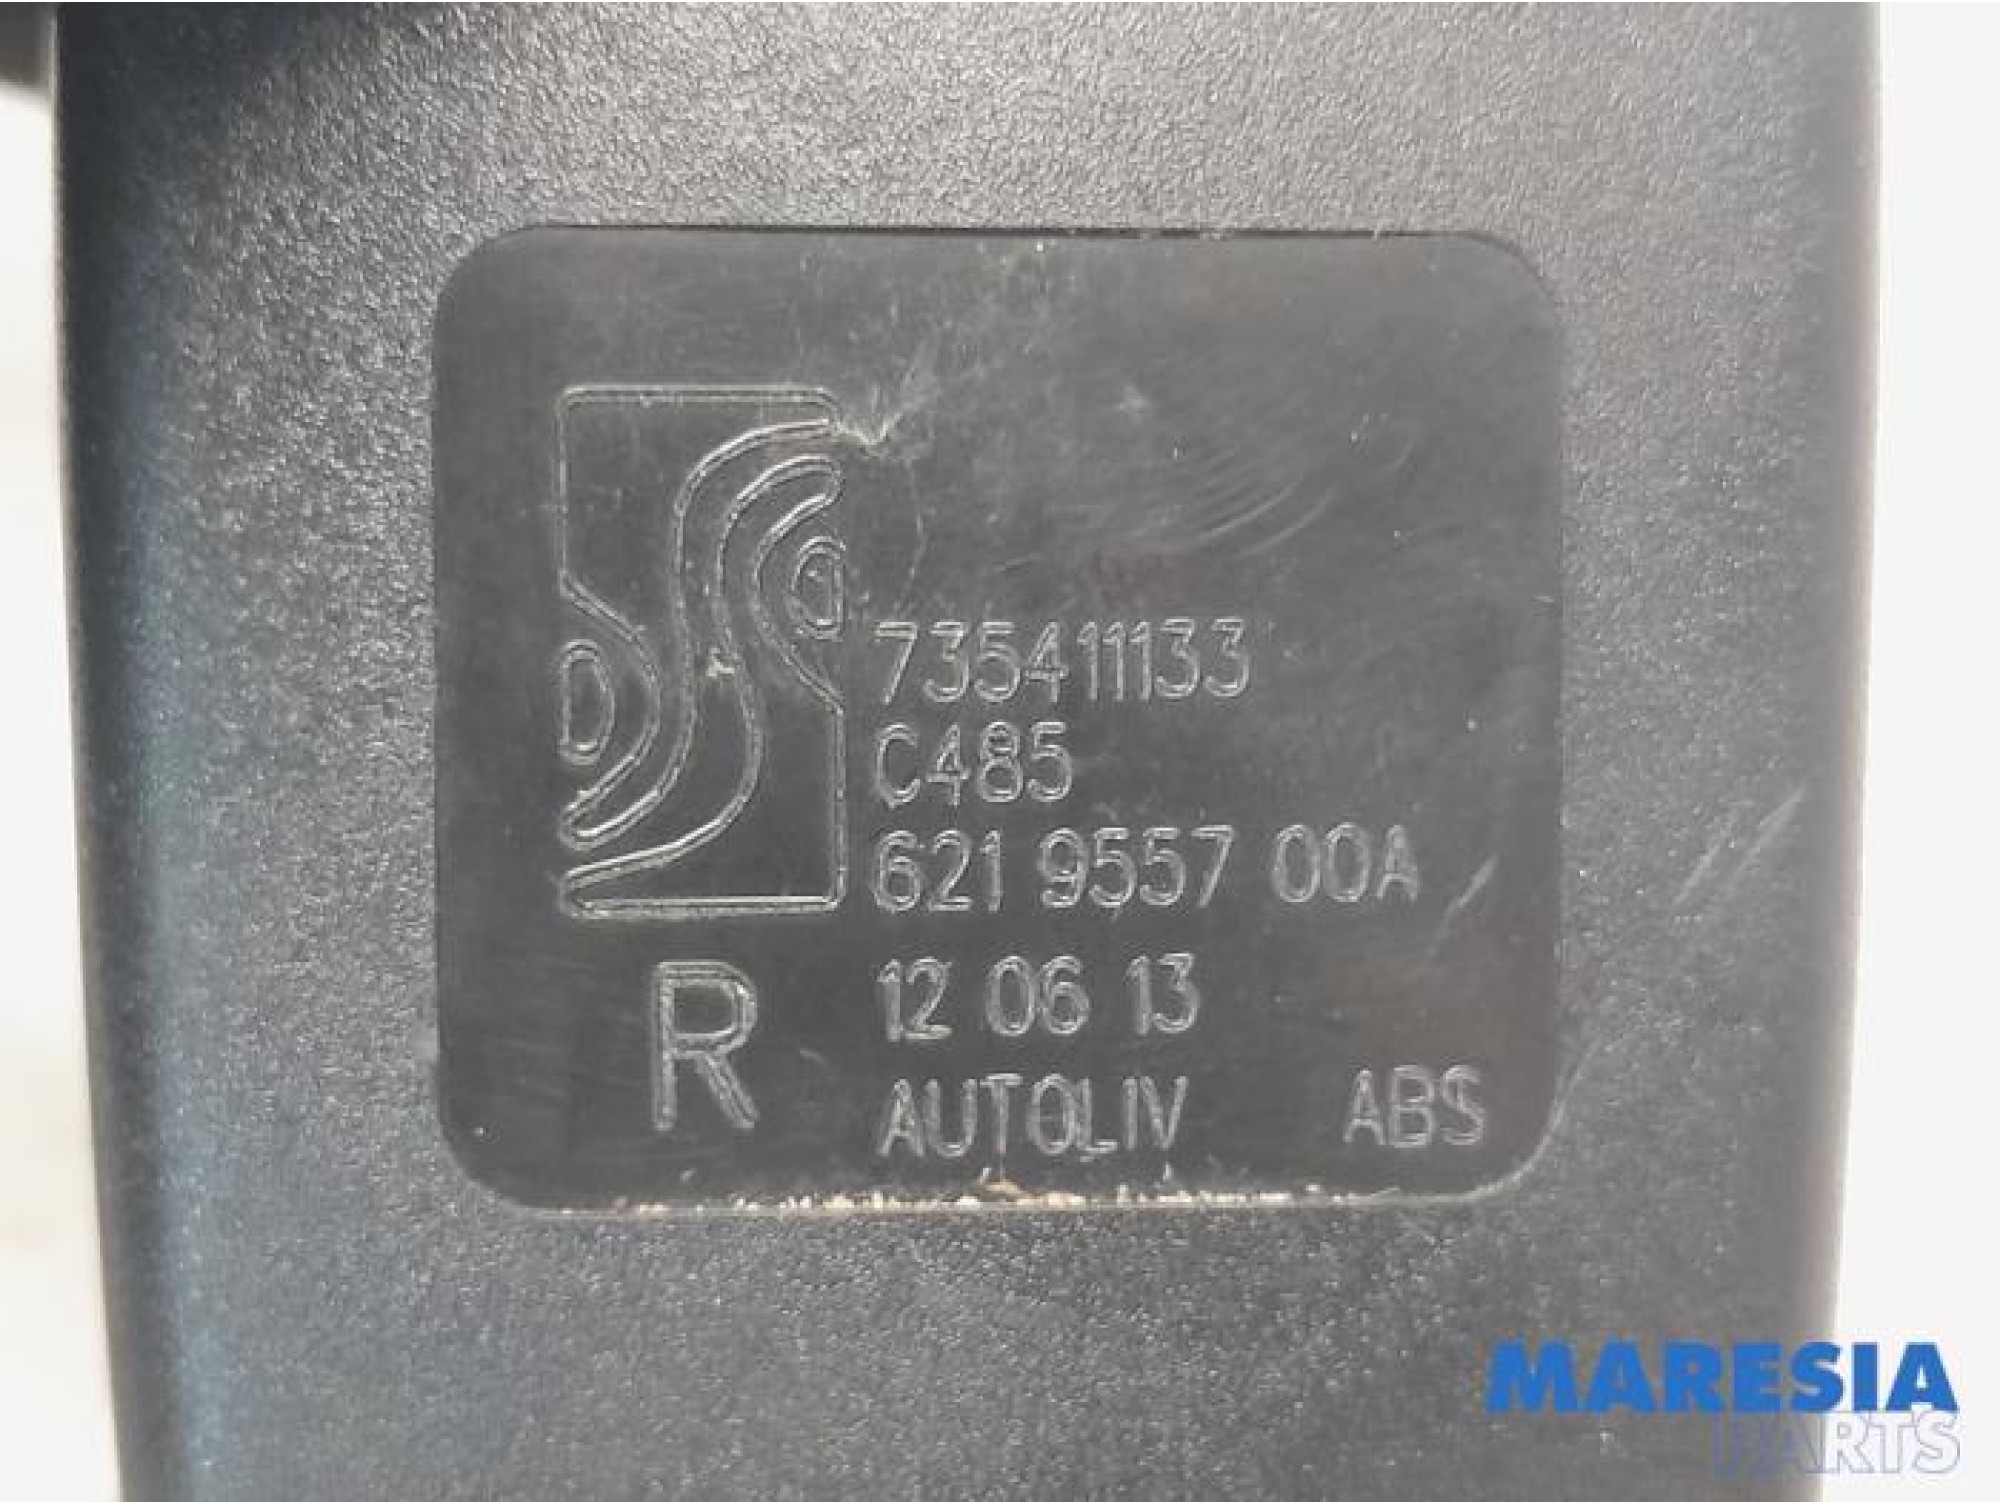 735411133
C485
621 9557 00A
R 12 06 13
AUTOLIV ABS
MARESIA
PARTS